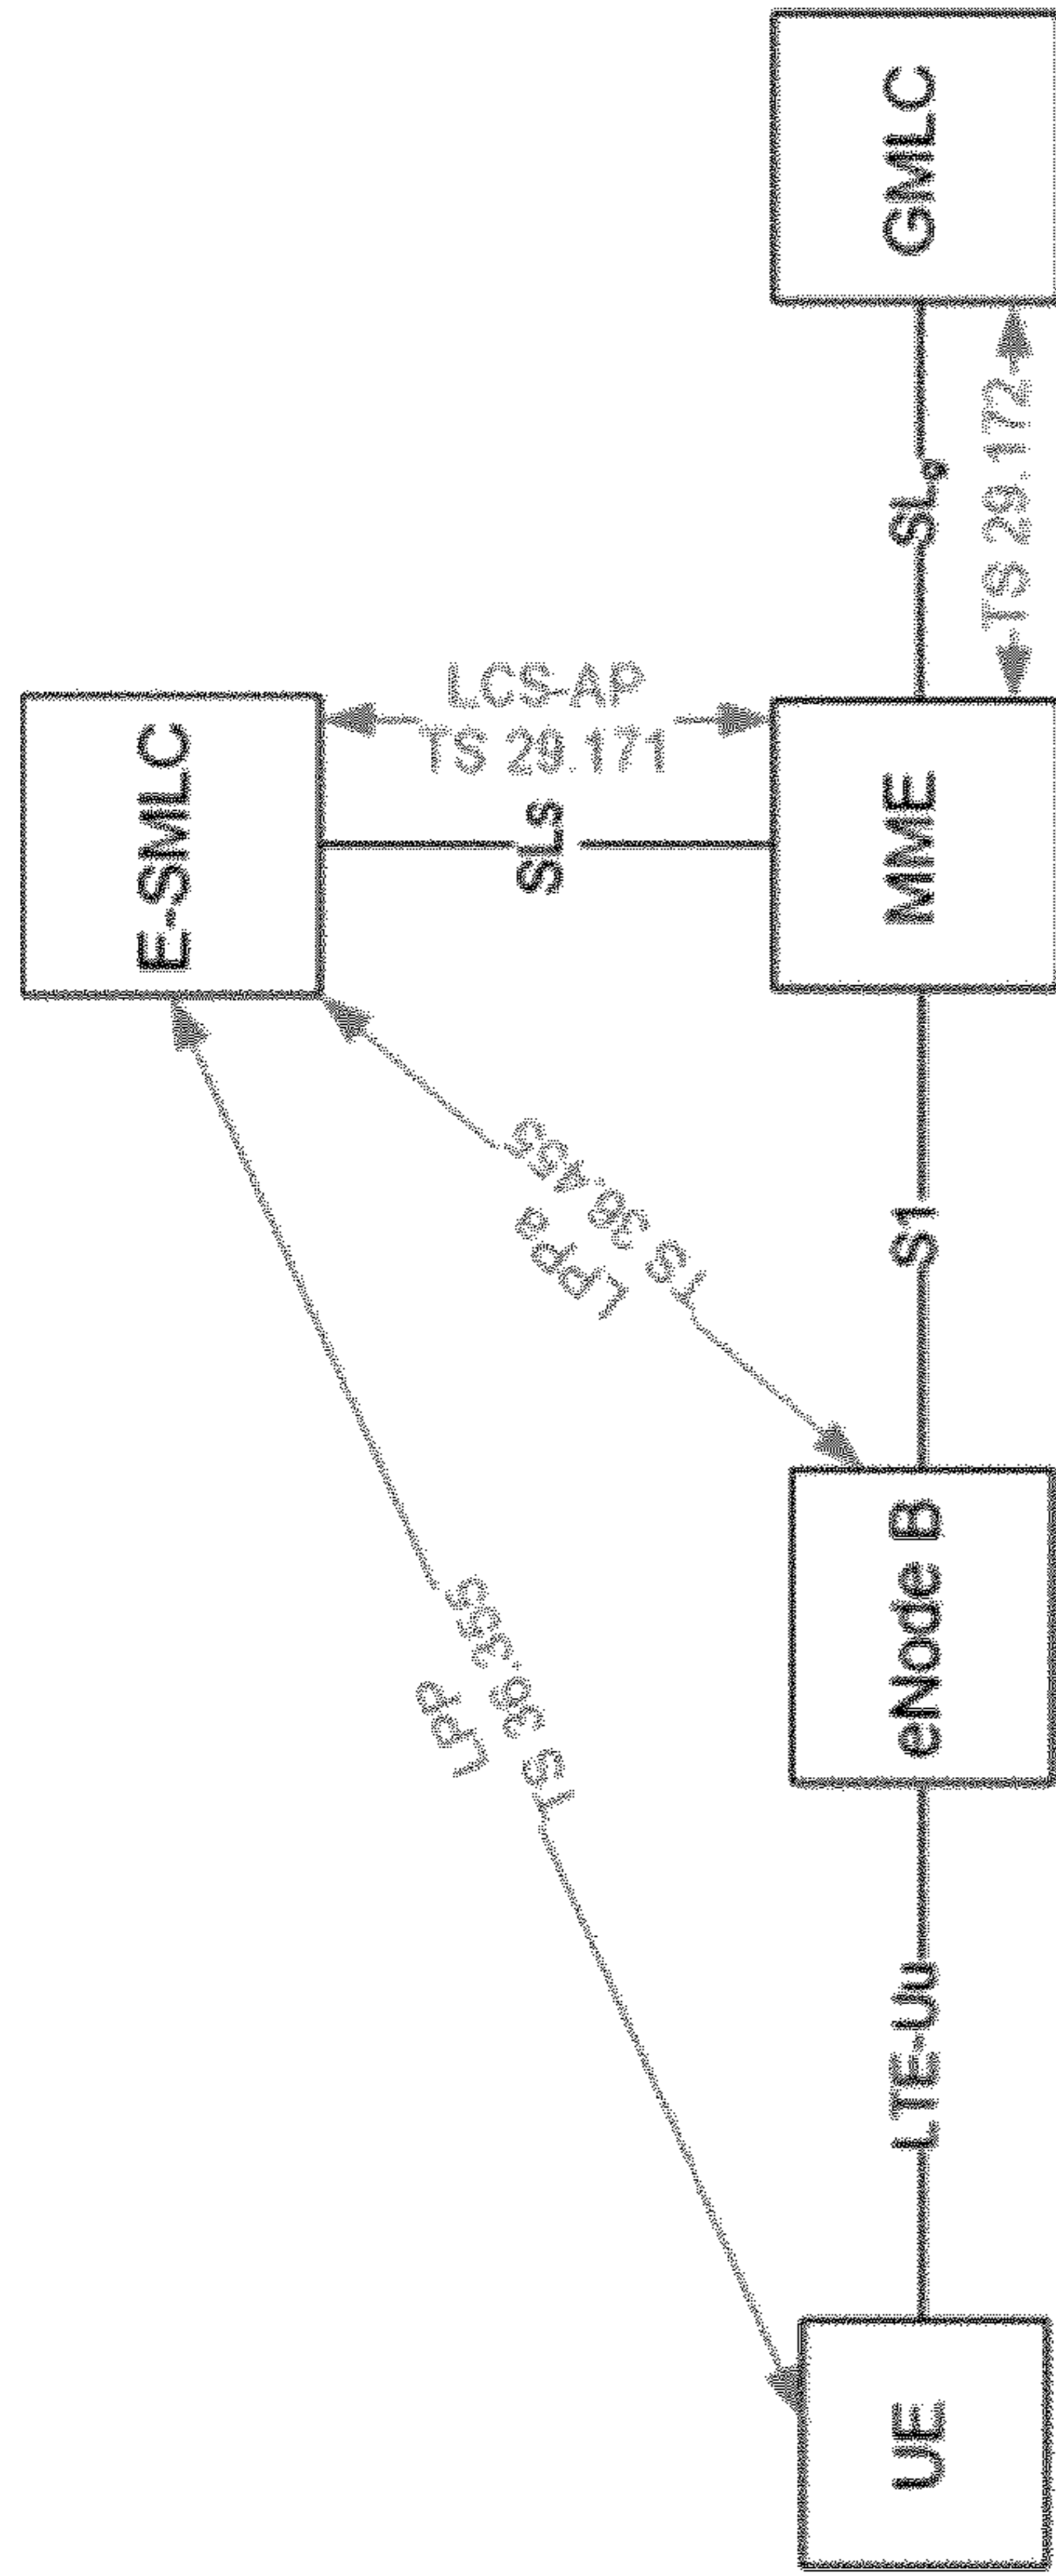 E-SMLC
LCS-AP
TS 29.171
SLs
Lpp
TS 36.355
Lppa
TS 36.455
UE
LTE-Uu
eNode B
S1
MME
SLg
TS 29.172
GMLC